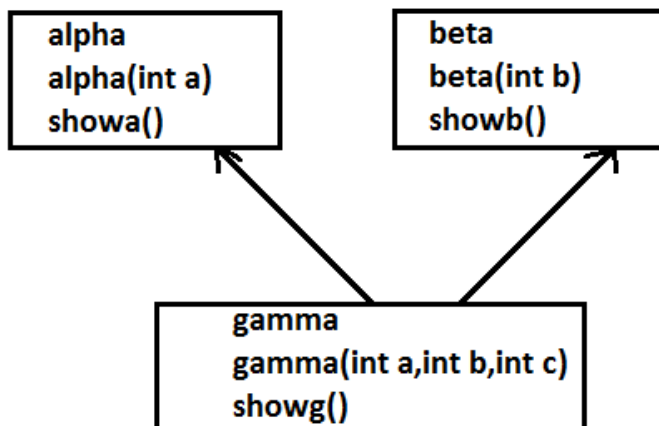 alpha
alpha(int a)
showa()
beta
beta(int b)
showb()
gamma
gamma(int a,int b,int c)
showg()